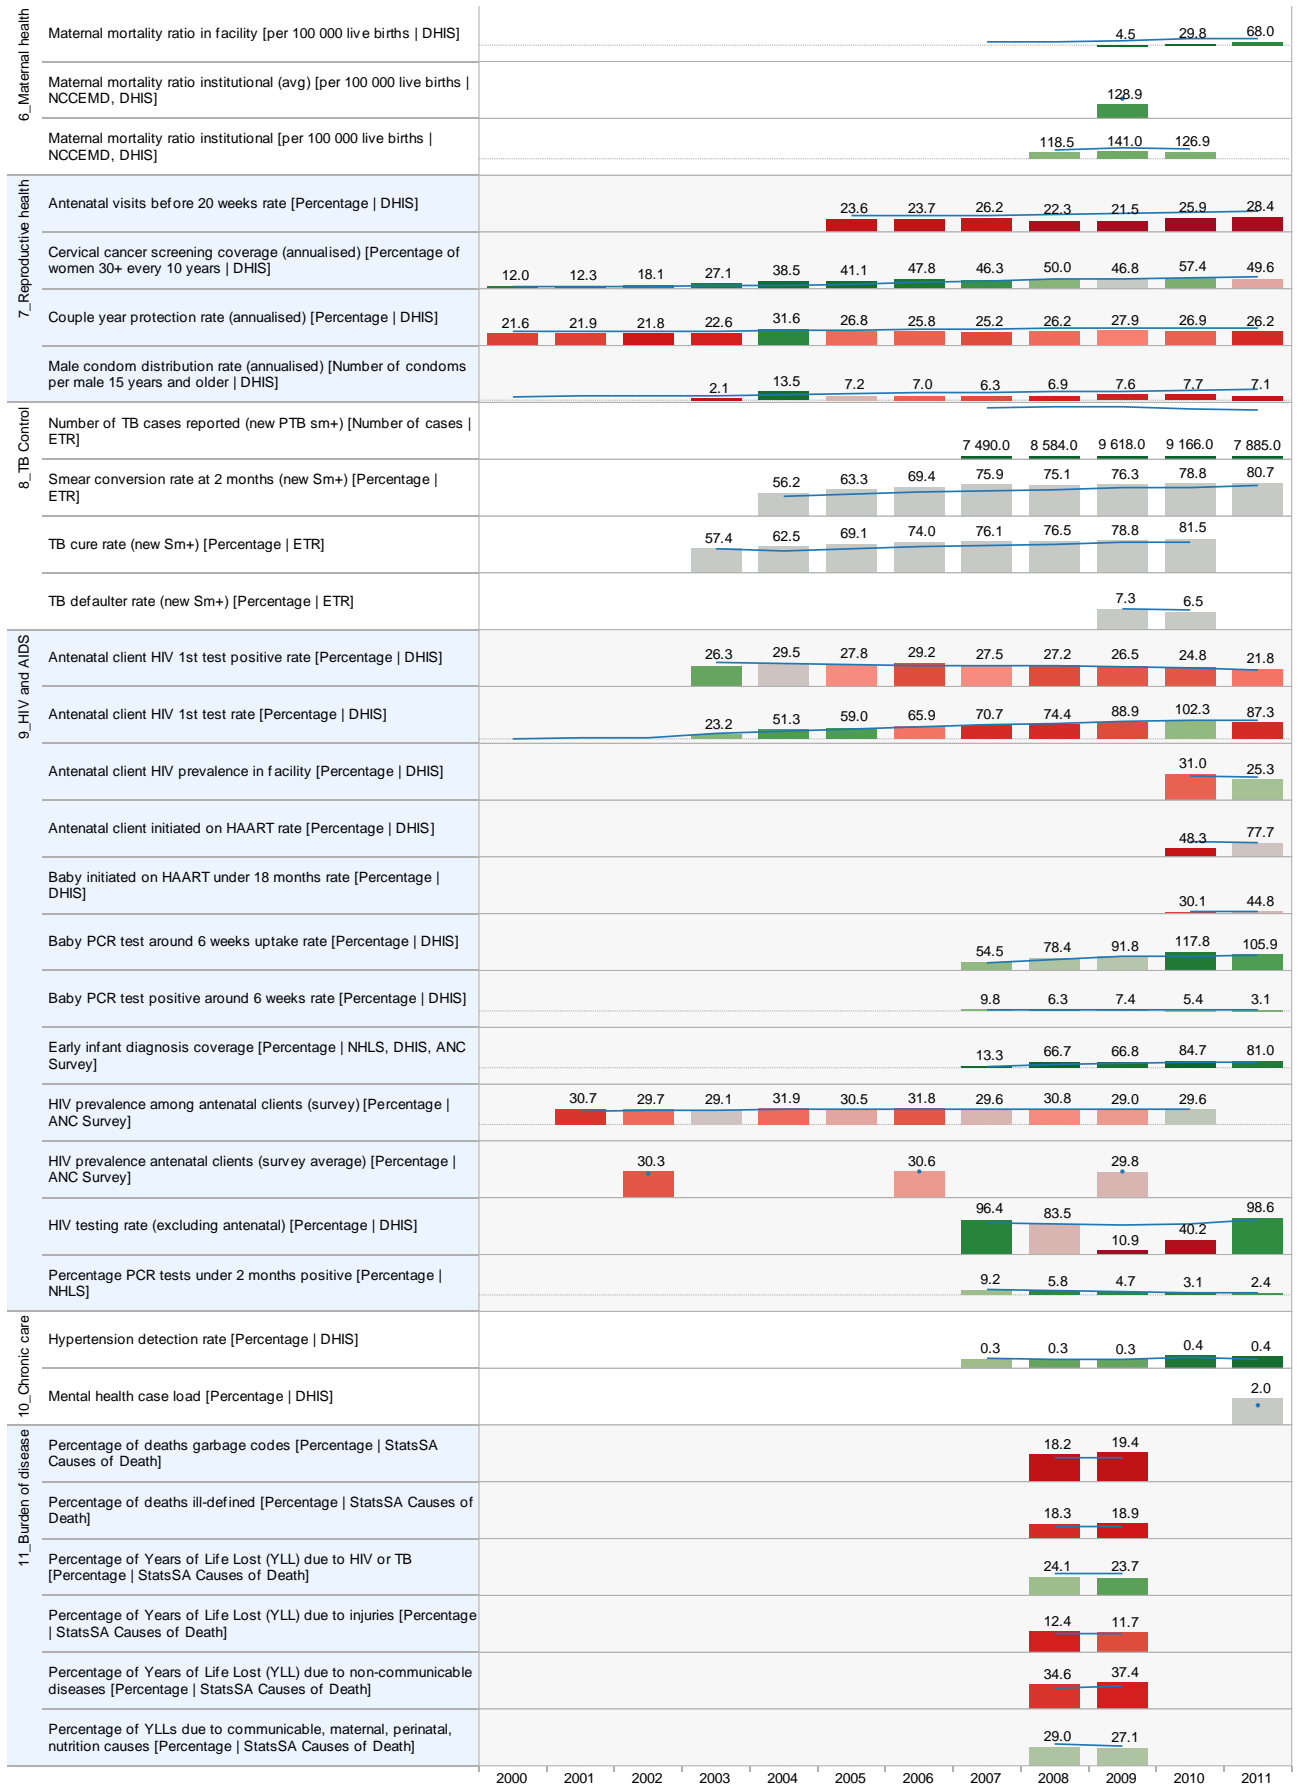 6_Maternal health
Maternal mortality ratio in facility [per 100 000 live births | DHIS]
4.5 29.8 68.0
Maternal mortality ratio institutional (avg) [per 100 000 live births |
NCCEMD, DHIS]
128.9
Maternal mortality ratio institutional [per 100 000 live births |
NCCEMD, DHIS]
118.5 141.0 126.9
7_Reproductive health
Antenatal visits before 20 weeks rate [Percentage | DHIS]
23.6 23.7 26.2 22.3 21.5 25.9 28.4
Cervical cancer screening coverage (annualised) [Percentage of
women 30+ every 10 years | DHIS]
12.0 12.3 18.1 27.1 38.5 41.1 47.8 46.3 50.0 46.8 57.4 49.6
Couple year protection rate (annualised) [Percentage | DHIS]
21.6 21.9 21.8 22.6 31.6 26.8 25.8 25.2 26.2 27.9 26.9 26.2
Male condom distribution rate (annualised) [Number of condoms
per male 15 years and older | DHIS]
2.1 13.5 7.2 7.0 6.3 6.9 7.6 7.7 7.1
8_TB Control
Number of TB cases reported (new PTB sm+) [Number of cases |
ETR]
7 490.0 8 584.0 9 618.0 9 166.0 7 885.0
Smear conversion rate at 2 months (new Sm+) [Percentage |
ETR]
56.2 63.3 69.4 75.9 75.1 76.3 78.8 80.7
TB cure rate (new Sm+) [Percentage | ETR]
57.4 62.5 69.1 74.0 76.1 76.5 78.8 81.5
TB defaulter rate (new Sm+) [Percentage | ETR]
7.3 6.5
9_HIV and AIDS
Antenatal client HIV 1st test positive rate [Percentage | DHIS]
26.3 29.5 27.8 29.2 27.5 27.2 26.5 24.8 21.8
Antenatal client HIV 1st test rate [Percentage | DHIS]
23.2 51.3 59.0 65.9 70.7 74.4 88.9 102.3 87.3
Antenatal client HIV prevalence in facility [Percentage | DHIS]
31.0 25.3
Antenatal client initiated on HAART rate [Percentage | DHIS]
48.3 77.7
Baby initiated on HAART under 18 months rate [Percentage |
DHIS]
30.1 44.8
Baby PCR test around 6 weeks uptake rate [Percentage | DHIS]
54.5 78.4 91.8 117.8 105.9
Baby PCR test positive around 6 weeks rate [Percentage | DHIS]
9.8 6.3 7.4 5.4 3.1
Early infant diagnosis coverage [Percentage | NHLS, DHIS, ANC
Survey]
13.3 66.7 66.8 84.7 81.0
HIV prevalence among antenatal clients (survey) [Percentage |
ANC Survey]
30.7 29.7 29.1 31.9 30.5 31.8 29.6 30.8 29.0 29.6
HIV prevalence antenatal clients (survey average) [Percentage |
ANC Survey]
30.3 30.6 29.8
HIV testing rate (excluding antenatal) [Percentage | DHIS]
96.4 83.5 10.9 40.2 98.6
Percentage PCR tests under 2 months positive [Percentage |
NHLS]
9.2 5.8 4.7 3.1 2.4
10_Chronic care
Hypertension detection rate [Percentage | DHIS]
0.3 0.3 0.3 0.4 0.4
Mental health case load [Percentage | DHIS]
2.0
11_Burden of disease
Percentage of deaths garbage codes [Percentage | StatsSA
Causes of Death]
18.2 19.4
Percentage of deaths ill-defined [Percentage | StatsSA Causes of
Death]
18.3 18.9
Percentage of Years of Life Lost (YLL) due to HIV or TB
[Percentage | StatsSA Causes of Death]
24.1 23.7
Percentage of Years of Life Lost (YLL) due to injuries [Percentage
| StatsSA Causes of Death]
12.4 11.7
Percentage of Years of Life Lost (YLL) due to non-communicable
diseases [Percentage | StatsSA Causes of Death]
34.6 37.4
Percentage of YLLs due to communicable, maternal, perinatal,
nutrition causes [Percentage | StatsSA Causes of Death]
29.0 27.1
2000 2001 2002 2003 2004 2005 2006 2007 2008 2009 2010 2011